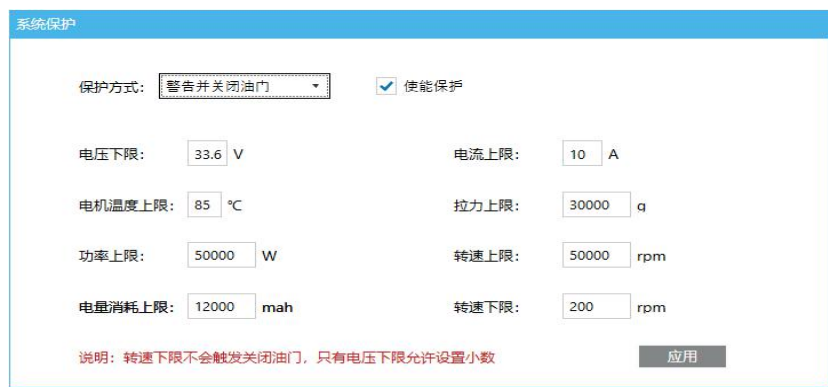 系统保护
保护方式： 警告并关闭油门 使能保护
电压下限： 33.6 V 电流上限： 10 A
电机温度上限： 85 ℃ 拉力上限： 30000 g
功率上限： 50000 W 转速上限： 50000 rpm
电量消耗上限： 12000 mah 转速下限： 200 rpm
说明：转速下限不会触发关闭油门，只有电压下限允许设置小数 应用